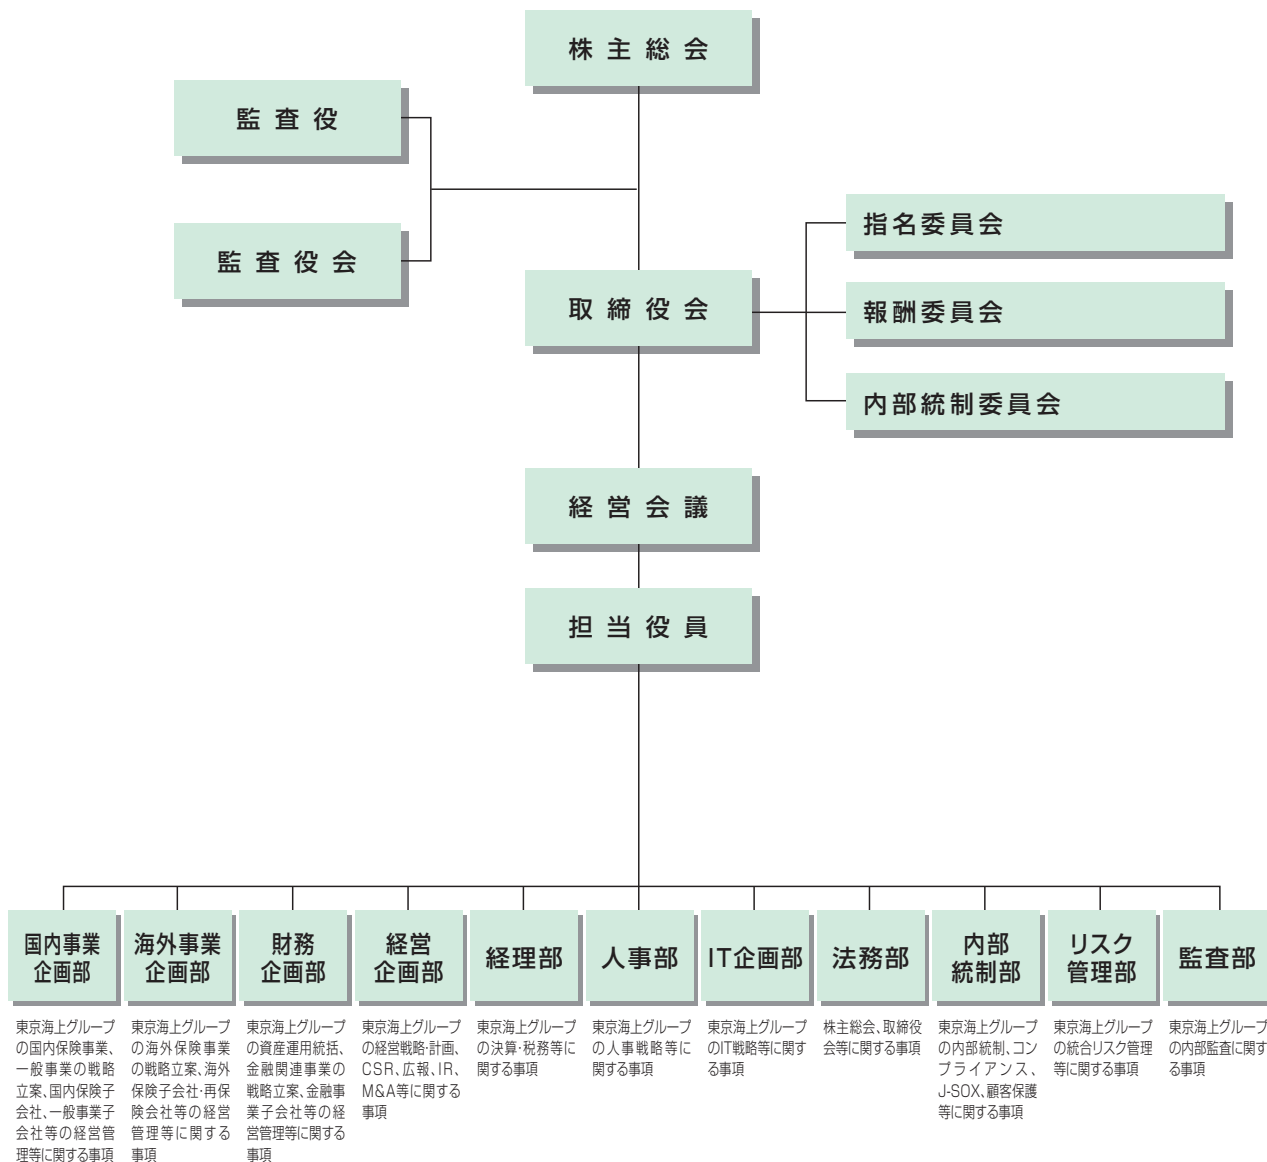 株主総会
監査役
監査役会
指名委員会
取締役会
報酬委員会
内部統制委員会
経営会議
担当役員
国内事業
企画部
東京海上グループ
の国内保険事業、
一般事業の戦略
立案、国内保険子
会社、一般事業子
会社等の経営管
理等に関する事項
海外事業
企画部
東京海上グループ
の海外保険事業
の戦略立案、海外
保険子会社・再保
険会社等の経営
管理等に関する
事項
財務
企画部
東京海上グループ
の資産運用統括、
金融関連事業の
戦略立案、金融事
業子会社等の経
営管理等に関する
事項
経営
企画部
東京海上グループ
の経営戦略・計画、
CSR、広報、IR、
M&A等に関する
事項
経理部
東京海上グループ
の決算・税務等に
関する事項
人事部
東京海上グループ
の人事戦略等に
関する事項
IT企画部
東京海上グループ
のIT戦略等に関す
る事項
法務部
株主総会、取締役
会等に関する事項
内部
統制部
東京海上グループ
の内部統制、コン
プライアンス、
J-SOX、顧客保護
等に関する事項
リスク
管理部
東京海上グループ
の統合リスク管理
等に関する事項
監査部
東京海上グループ
の内部監査に関す
る事項